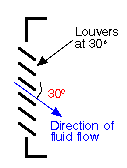 Louvers
at 30°
30°
Direction of
fluid flow